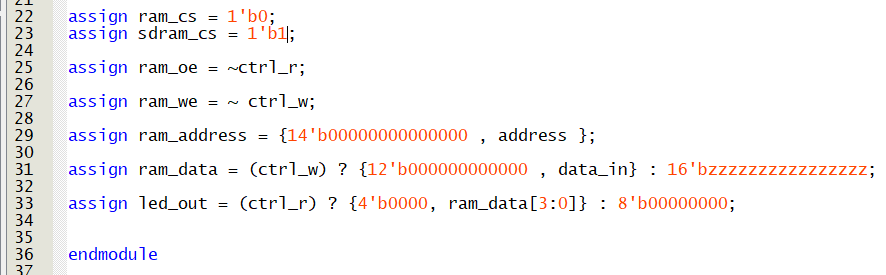 21
22 assign ram_cs = 1'b0;
23 assign sdram_cs = 1'b1;
24
25 assign ram_oe = ~ctrl_r;
26
27 assign ram_we = ~ ctrl_w;
28
29 assign ram_address = {14'b00000000000000 , address };
30
31 assign ram_data = (ctrl_w) ? {12'b000000000000 , data_in} : 16'bzzzzzzzzzzzzzzzz;
32
33 assign led_out = (ctrl_r) ? {4'b0000, ram_data[3:0]} : 8'b00000000;
34
35
36 endmodule
37